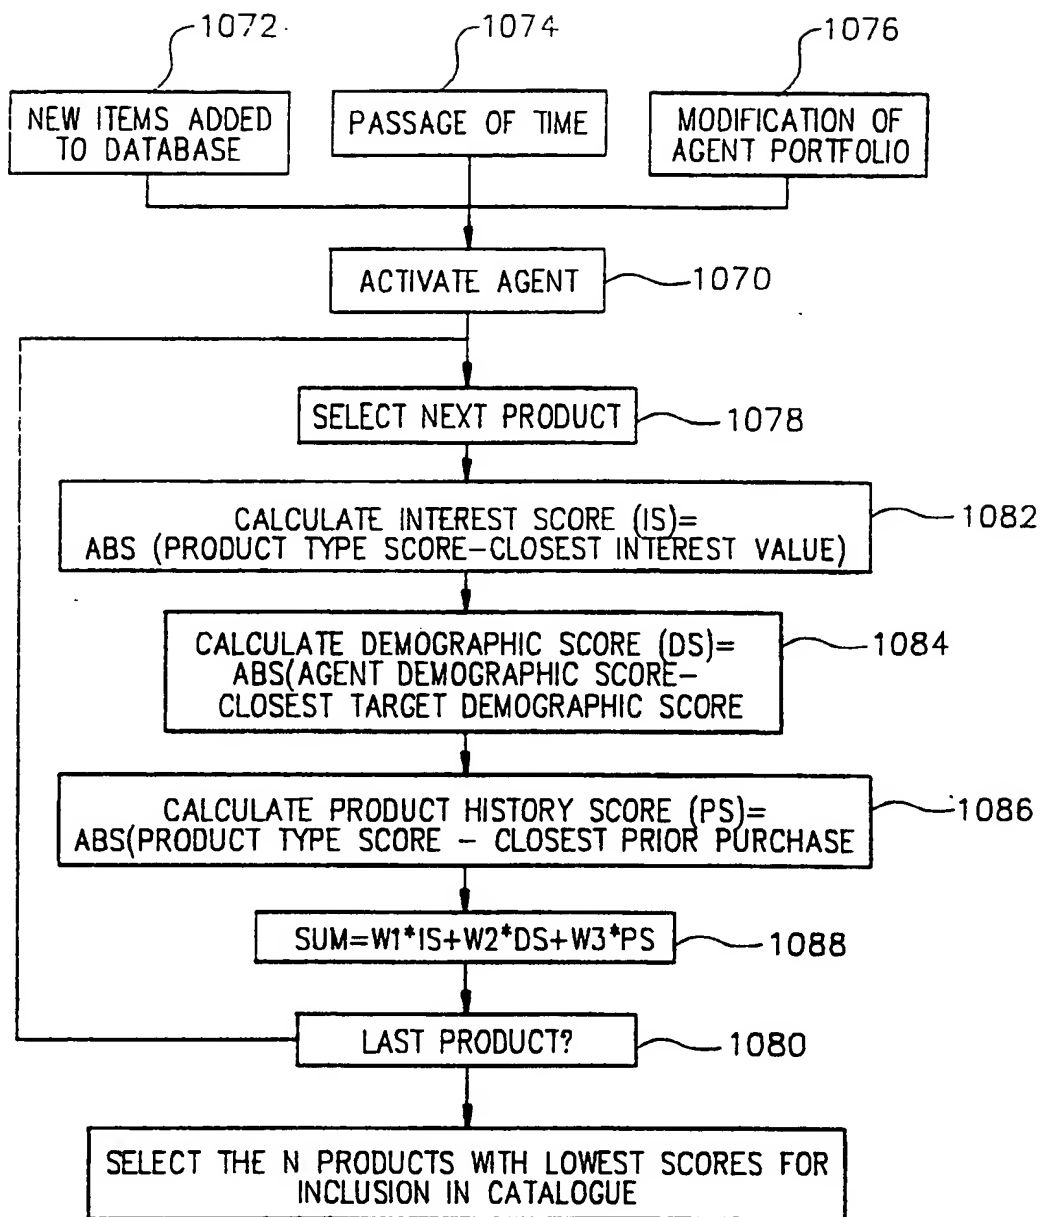 1072
1074
1076
NEW ITEMS ADDED
TO DATABASE
PASSAGE OF TIME
MODIFICATION OF
AGENT PORTFOLIO
ACTIVATE AGENT
1070
SELECT NEXT PRODUCT
1078
CALCULATE INTEREST SCORE (IS)=
ABS (PRODUCT TYPE SCORE-CLOSEST INTEREST VALUE)
1082
CALCULATE DEMOGRAPHIC SCORE (DS)=
ABS(AGENT DEMOGRAPHIC SCORE-
CLOSEST TARGET DEMOGRAPHIC SCORE
1084
CALCULATE PRODUCT HISTORY SCORE (PS)=
ABS(PRODUCT TYPE SCORE - CLOSEST PRIOR PURCHASE
1086
SUM=W1*IS+W2*DS+W3*PS
1088
LAST PRODUCT?
1080
SELECT THE N PRODUCTS WITH LOWEST SCORES FOR
INCLUSION IN CATALOGUE